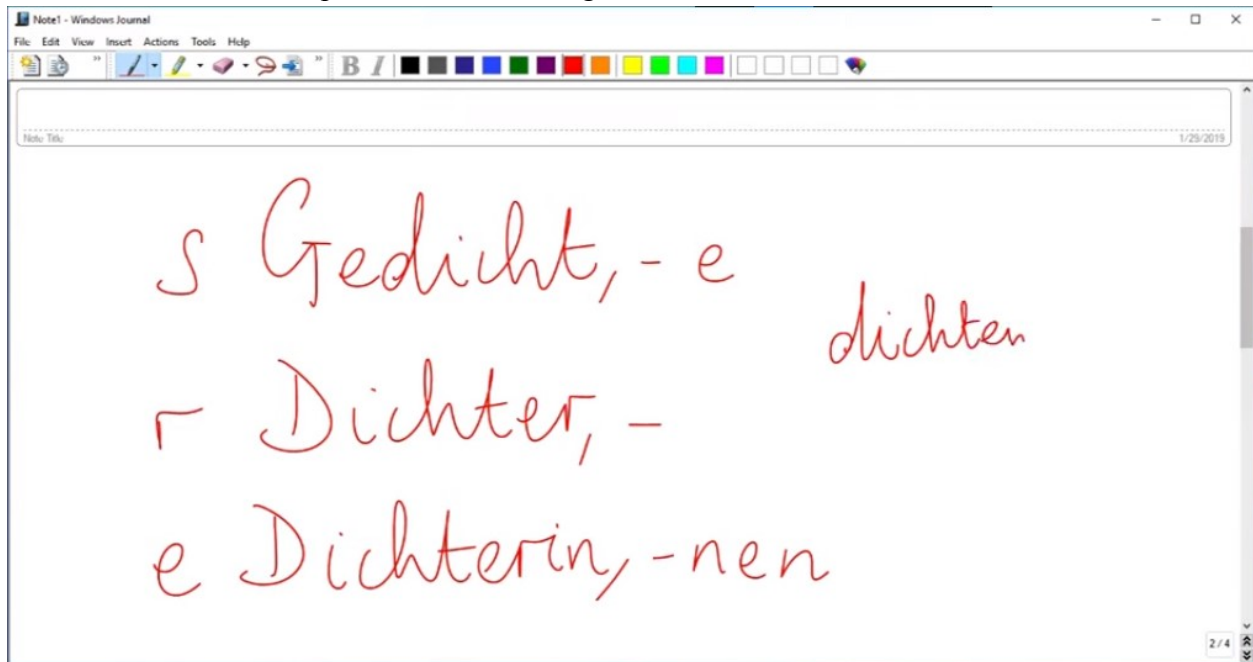 Note1 - Windows Journal
File Edit View Insert Actions Tools Help
B I
Note Title 1/29/2019
s Gedicht, - e
dichten
r Dichter, -
e Dichterin, -nen
2/4